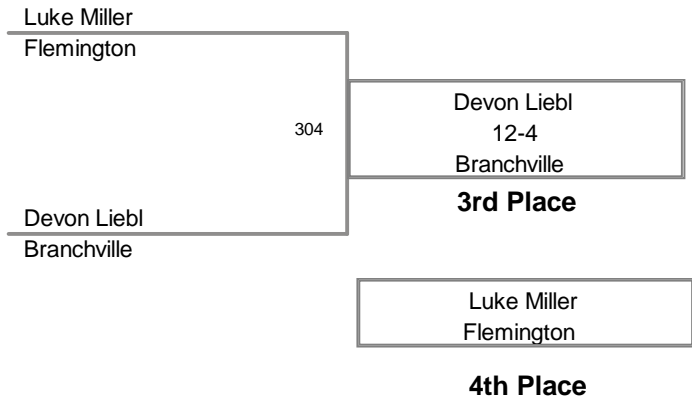 Luke Miller
Flemington
304
Devon Liebl
12-4
Branchville
3rd Place
Devon Liebl
Branchville
Luke Miller
Flemington
4th Place